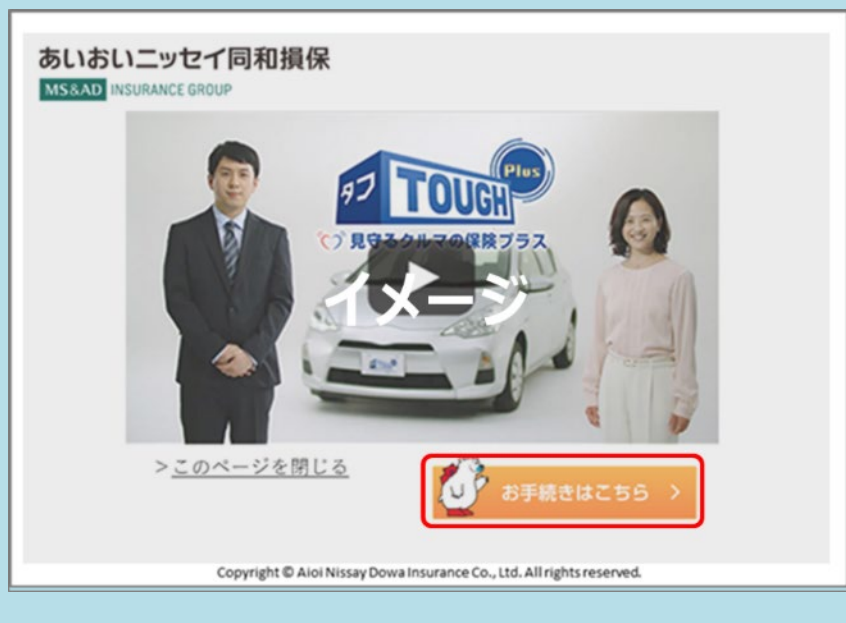 あいおいニッセイ同和損保
MS&AD INSURANCE GROUP
Plus
タフ TOUGH
見守るクルマの保険プラス
イメージ
>このページを閉じる
お手続きはこちら >
Copyright © Aioi Nissay Dowa Insurance Co., Ltd. All rights reserved.